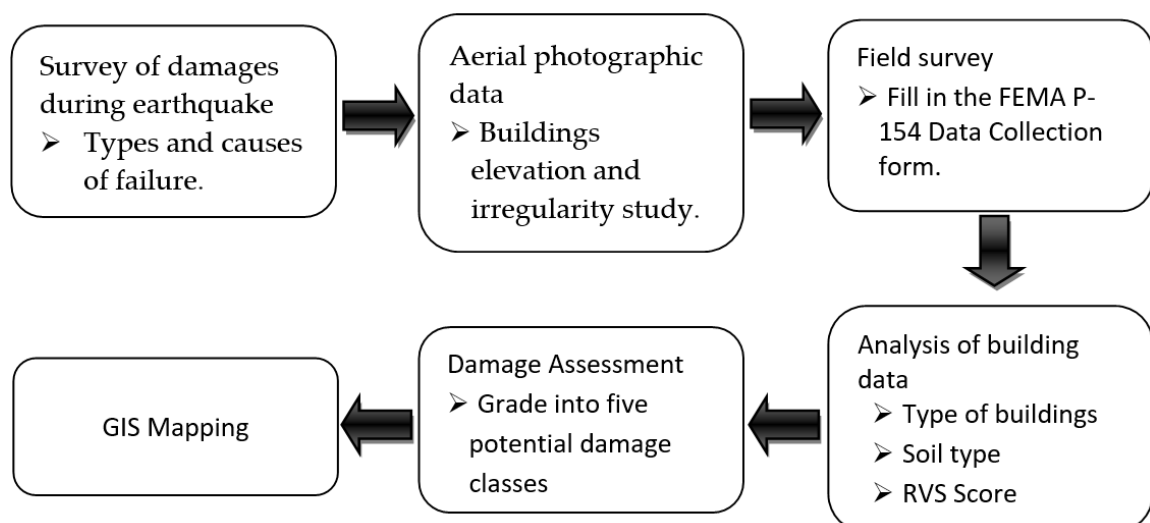 Survey of damages
during earthquake
➢ Types and causes
of failure.
Aerial photographic
data
➢ Buildings
elevation and
irregularity study.
Field survey
➢ Fill in the FEMA P-
154 Data Collection
form.
Analysis of building
data
➢ Type of buildings
➢ Soil type
➢ RVS Score
Damage Assessment
➢ Grade into five
potential damage
classes
GIS Mapping